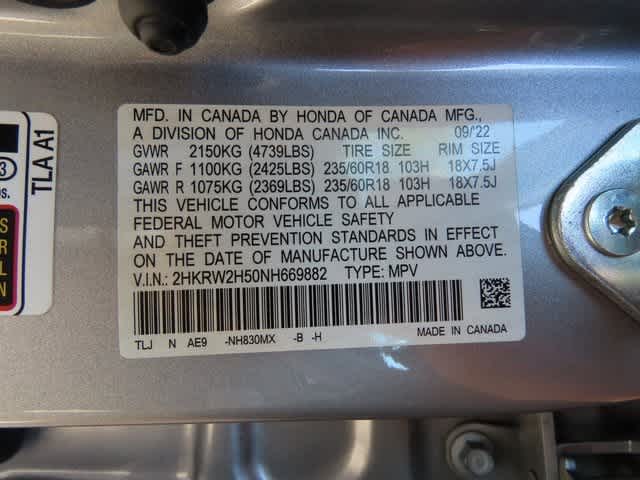 MFD. IN CANADA BY HONDA OF CANADA MFG.,
A DIVISION OF HONDA CANADA INC. 09/22
GVWR 2150KG (4739LBS) TIRE SIZE RIM SIZE
GAWR F 1100KG (2425LBS) 235/60R18 103H 18X7.5J
GAWR R 1075KG (2369LBS) 235/60R18 103H 18X7.5J
THIS VEHICLE CONFORMS TO ALL APPLICABLE
FEDERAL MOTOR VEHICLE SAFETY
AND THEFT PREVENTION STANDARDS IN EFFECT
ON THE DATE OF MANUFACTURE SHOWN ABOVE.
V.I.N.: 2HKRW2H50NH669882 TYPE: MPV
TLJ N AE9 -NH830MX -B -H MADE IN CANADA
TLA A1
3